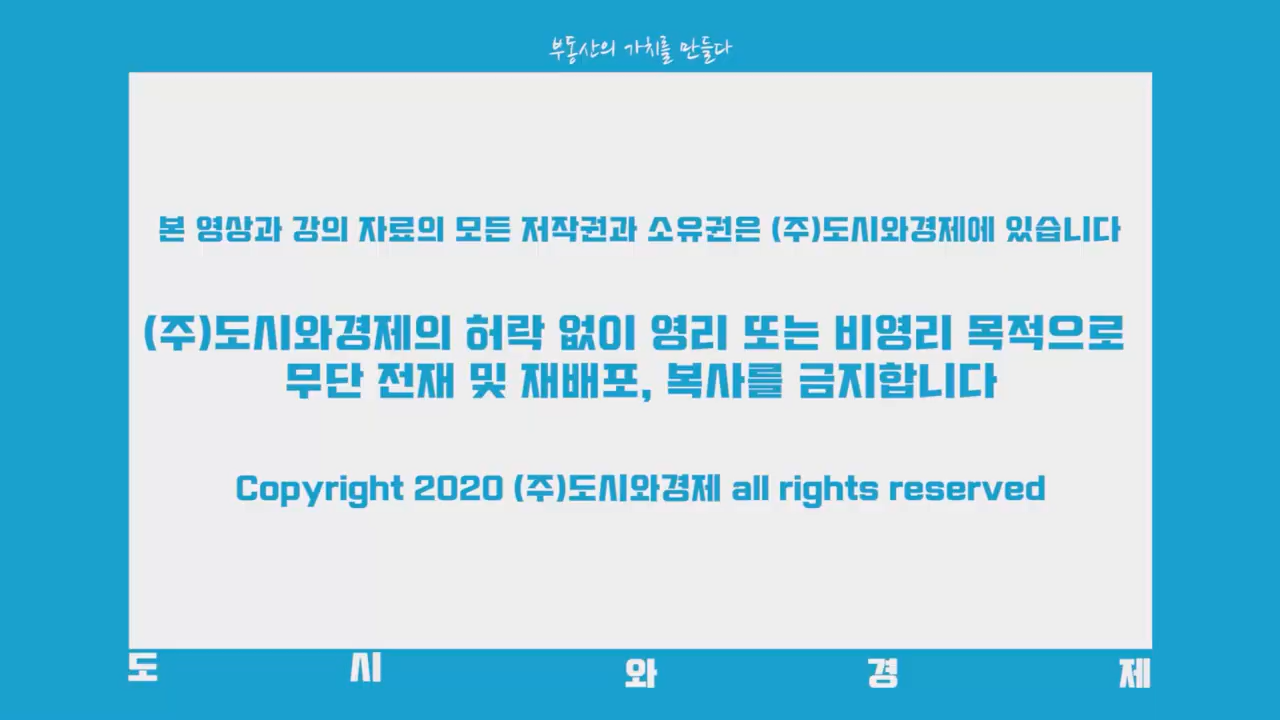 부동산의 가치를 만들다
본 영상과 강의 자료의 모든 저작권과 소유권은 (주)도시와경제에 있습니다
(주)도시와경제의 허락 없이 영리 또는 비영리 목적으로
무단 전재 및 재배포, 복사를 금지합니다
Copyright 2020 (주)도시와경제 all rights reserved
도 시 와 경 제